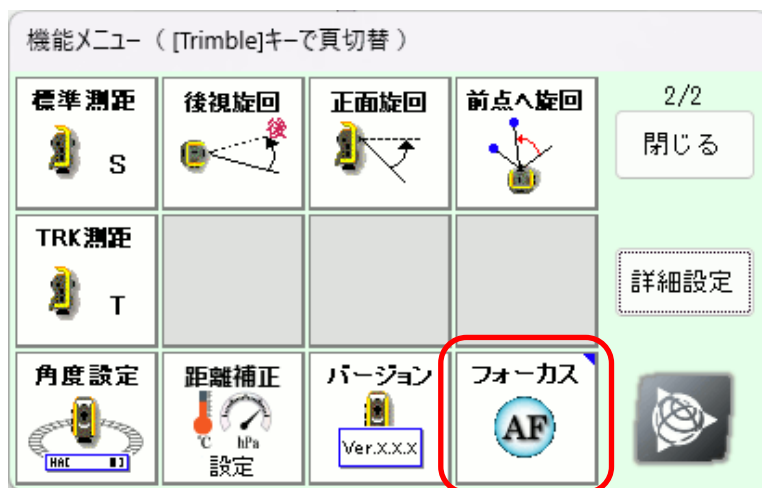 機能メニュー ( [Trimble]キーで頁切替 )
標準測距
S
後視旋回
後
正面旋回
前点へ旋回
2/2
閉じる
TRK測距
T
詳細設定
角度設定
HAC
距離補正
℃ hPa
設定
バージョン
Ver.X.X.X
フォーカス
AF